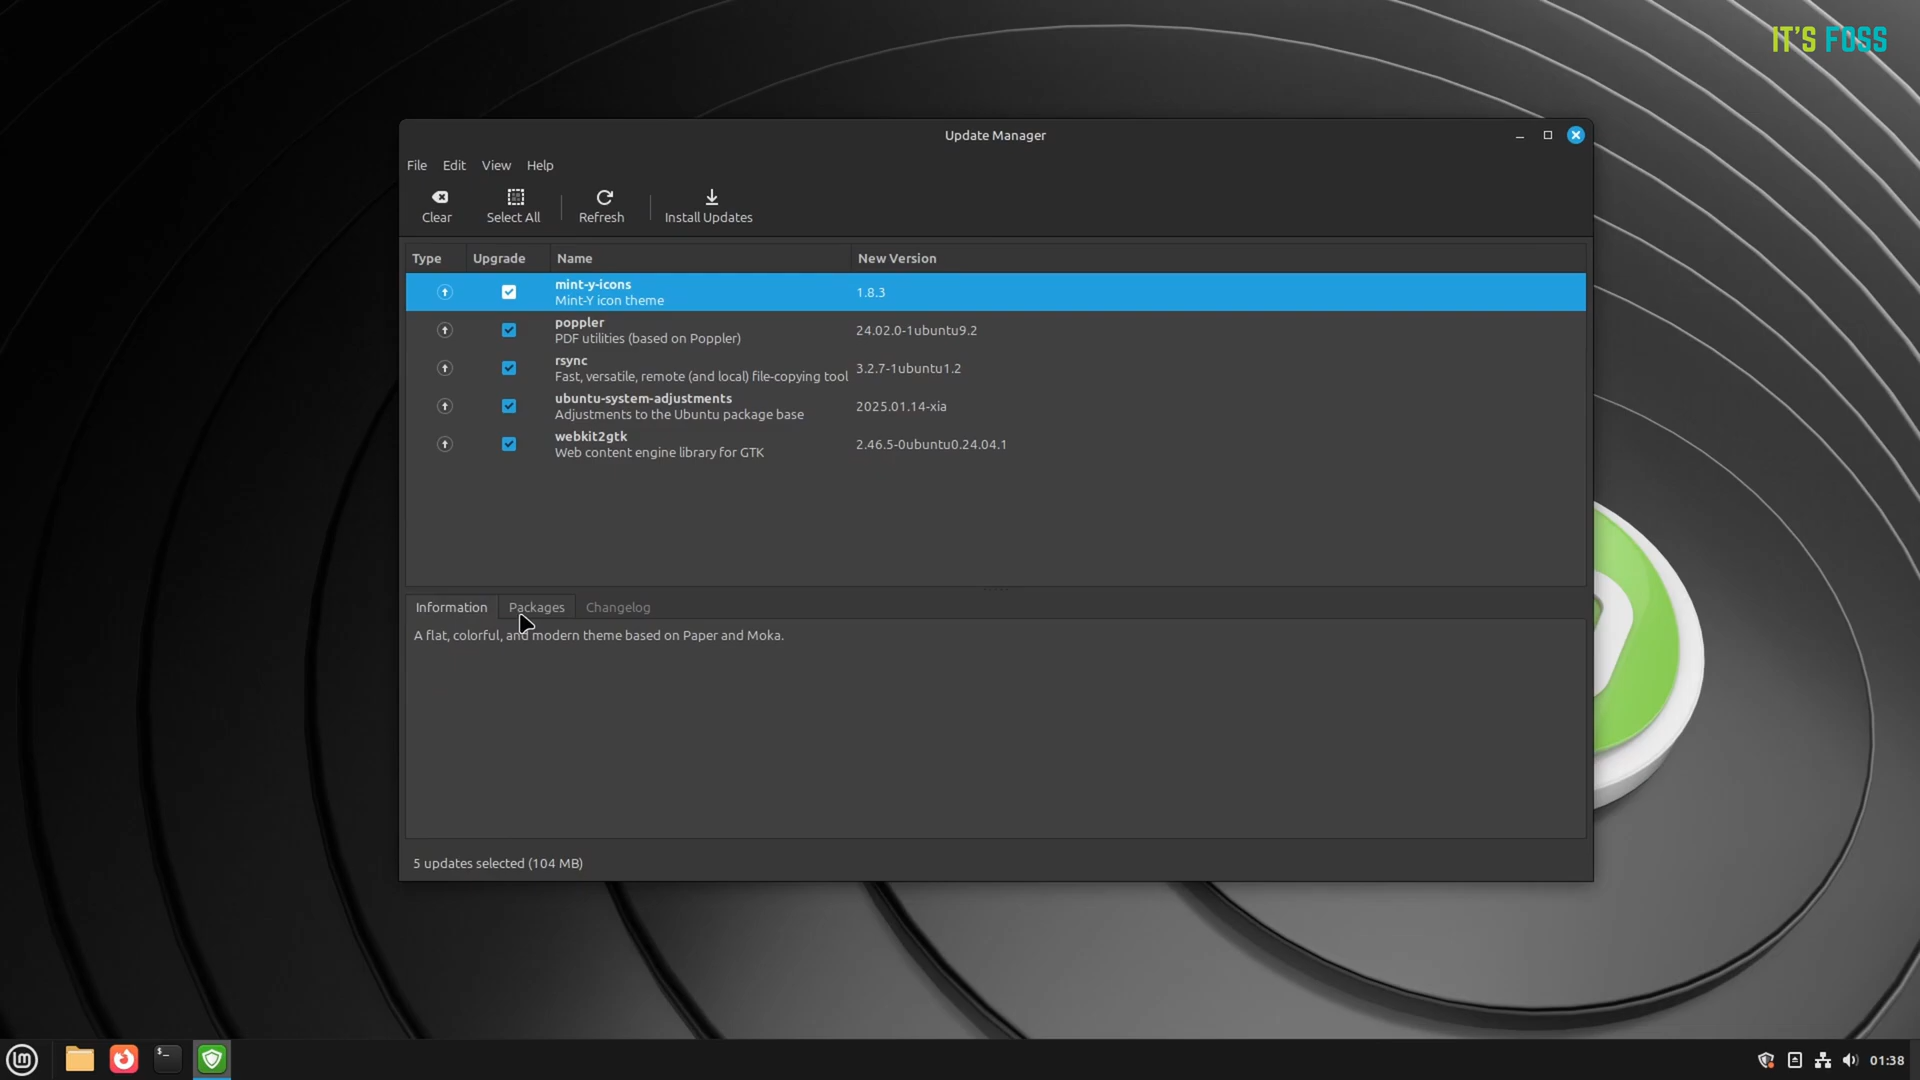 IT'S FOSS
Update Manager
File Edit View Help
Clear Select All Refresh Install Updates
Type Upgrade Name New Version
mint-y-icons
Mint-Y icon theme
1.8.3
poppler
PDF utilities (based on Poppler)
24.02.0-1ubuntu9.2
rsync
Fast, versatile, remote (and local) file-copying tool
3.2.7-1ubuntu1.2
ubuntu-system-adjustments
Adjustments to the Ubuntu package base
2025.01.14-xia
webkit2gtk
Web content engine library for GTK
2.46.5-0ubuntu0.24.04.1
Information Packages Changelog
A flat, colorful, and modern theme based on Paper and Moka.
5 updates selected (104 MB)
01:38